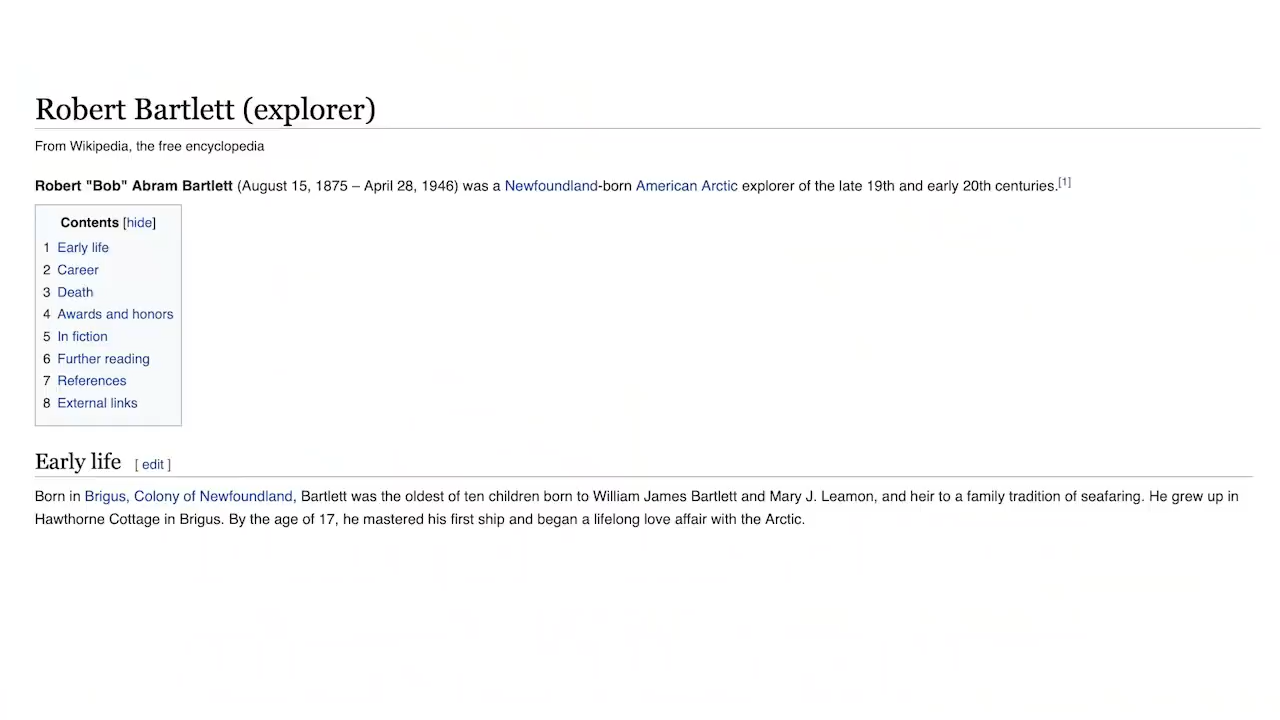 Robert Bartlett (explorer)
From Wikipedia, the free encyclopedia
Robert "Bob" Abram Bartlett (August 15, 1875 – April 28, 1946) was a Newfoundland-born American Arctic explorer of the late 19th and early 20th centuries.[1]
Contents [hide]
1 Early life
2 Career
3 Death
4 Awards and honors
5 In fiction
6 Further reading
7 References
8 External links
Early life [ edit ]
Born in Brigus, Colony of Newfoundland, Bartlett was the oldest of ten children born to William James Bartlett and Mary J. Leamon, and heir to a family tradition of seafaring. He grew up in
Hawthorne Cottage in Brigus. By the age of 17, he mastered his first ship and began a lifelong love affair with the Arctic.